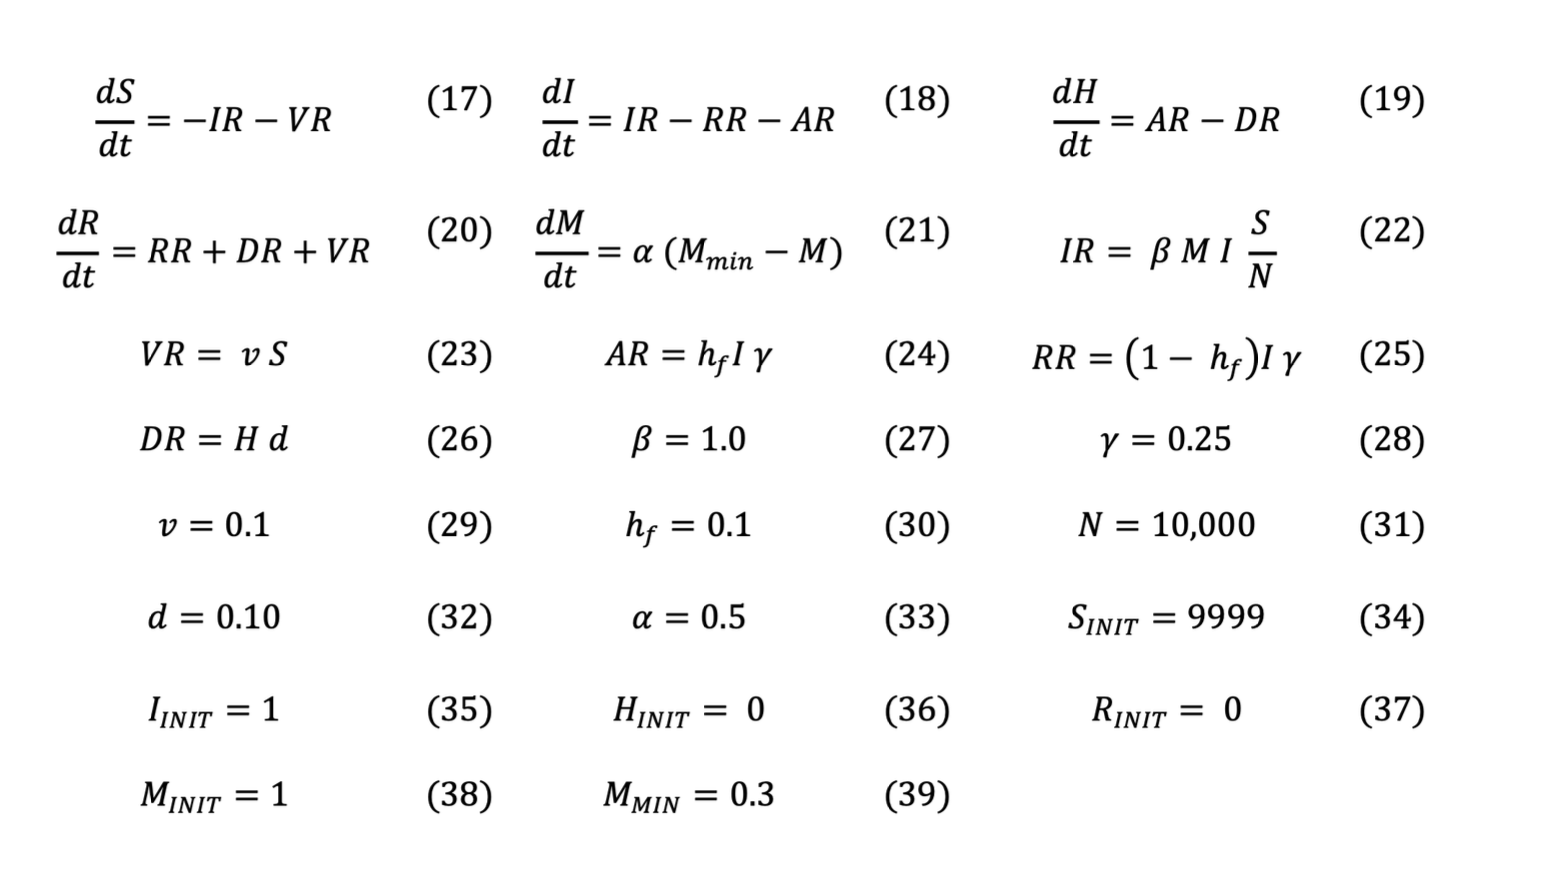 dS/dt = −IR − VR (17) dI/dt = IR − RR − AR (18) dH/dt = AR − DR (19)
dR/dt = RR + DR + VR (20) dM/dt = α (M_min − M) (21) IR = β M I S/N (22)
VR = v S (23) AR = h_f I γ (24) RR = (1 − h_f)I γ (25)
DR = H d (26) β = 1.0 (27) γ = 0.25 (28)
v = 0.1 (29) h_f = 0.1 (30) N = 10,000 (31)
d = 0.10 (32) α = 0.5 (33) S_INIT = 9999 (34)
I_INIT = 1 (35) H_INIT = 0 (36) R_INIT = 0 (37)
M_INIT = 1 (38) M_MIN = 0.3 (39)